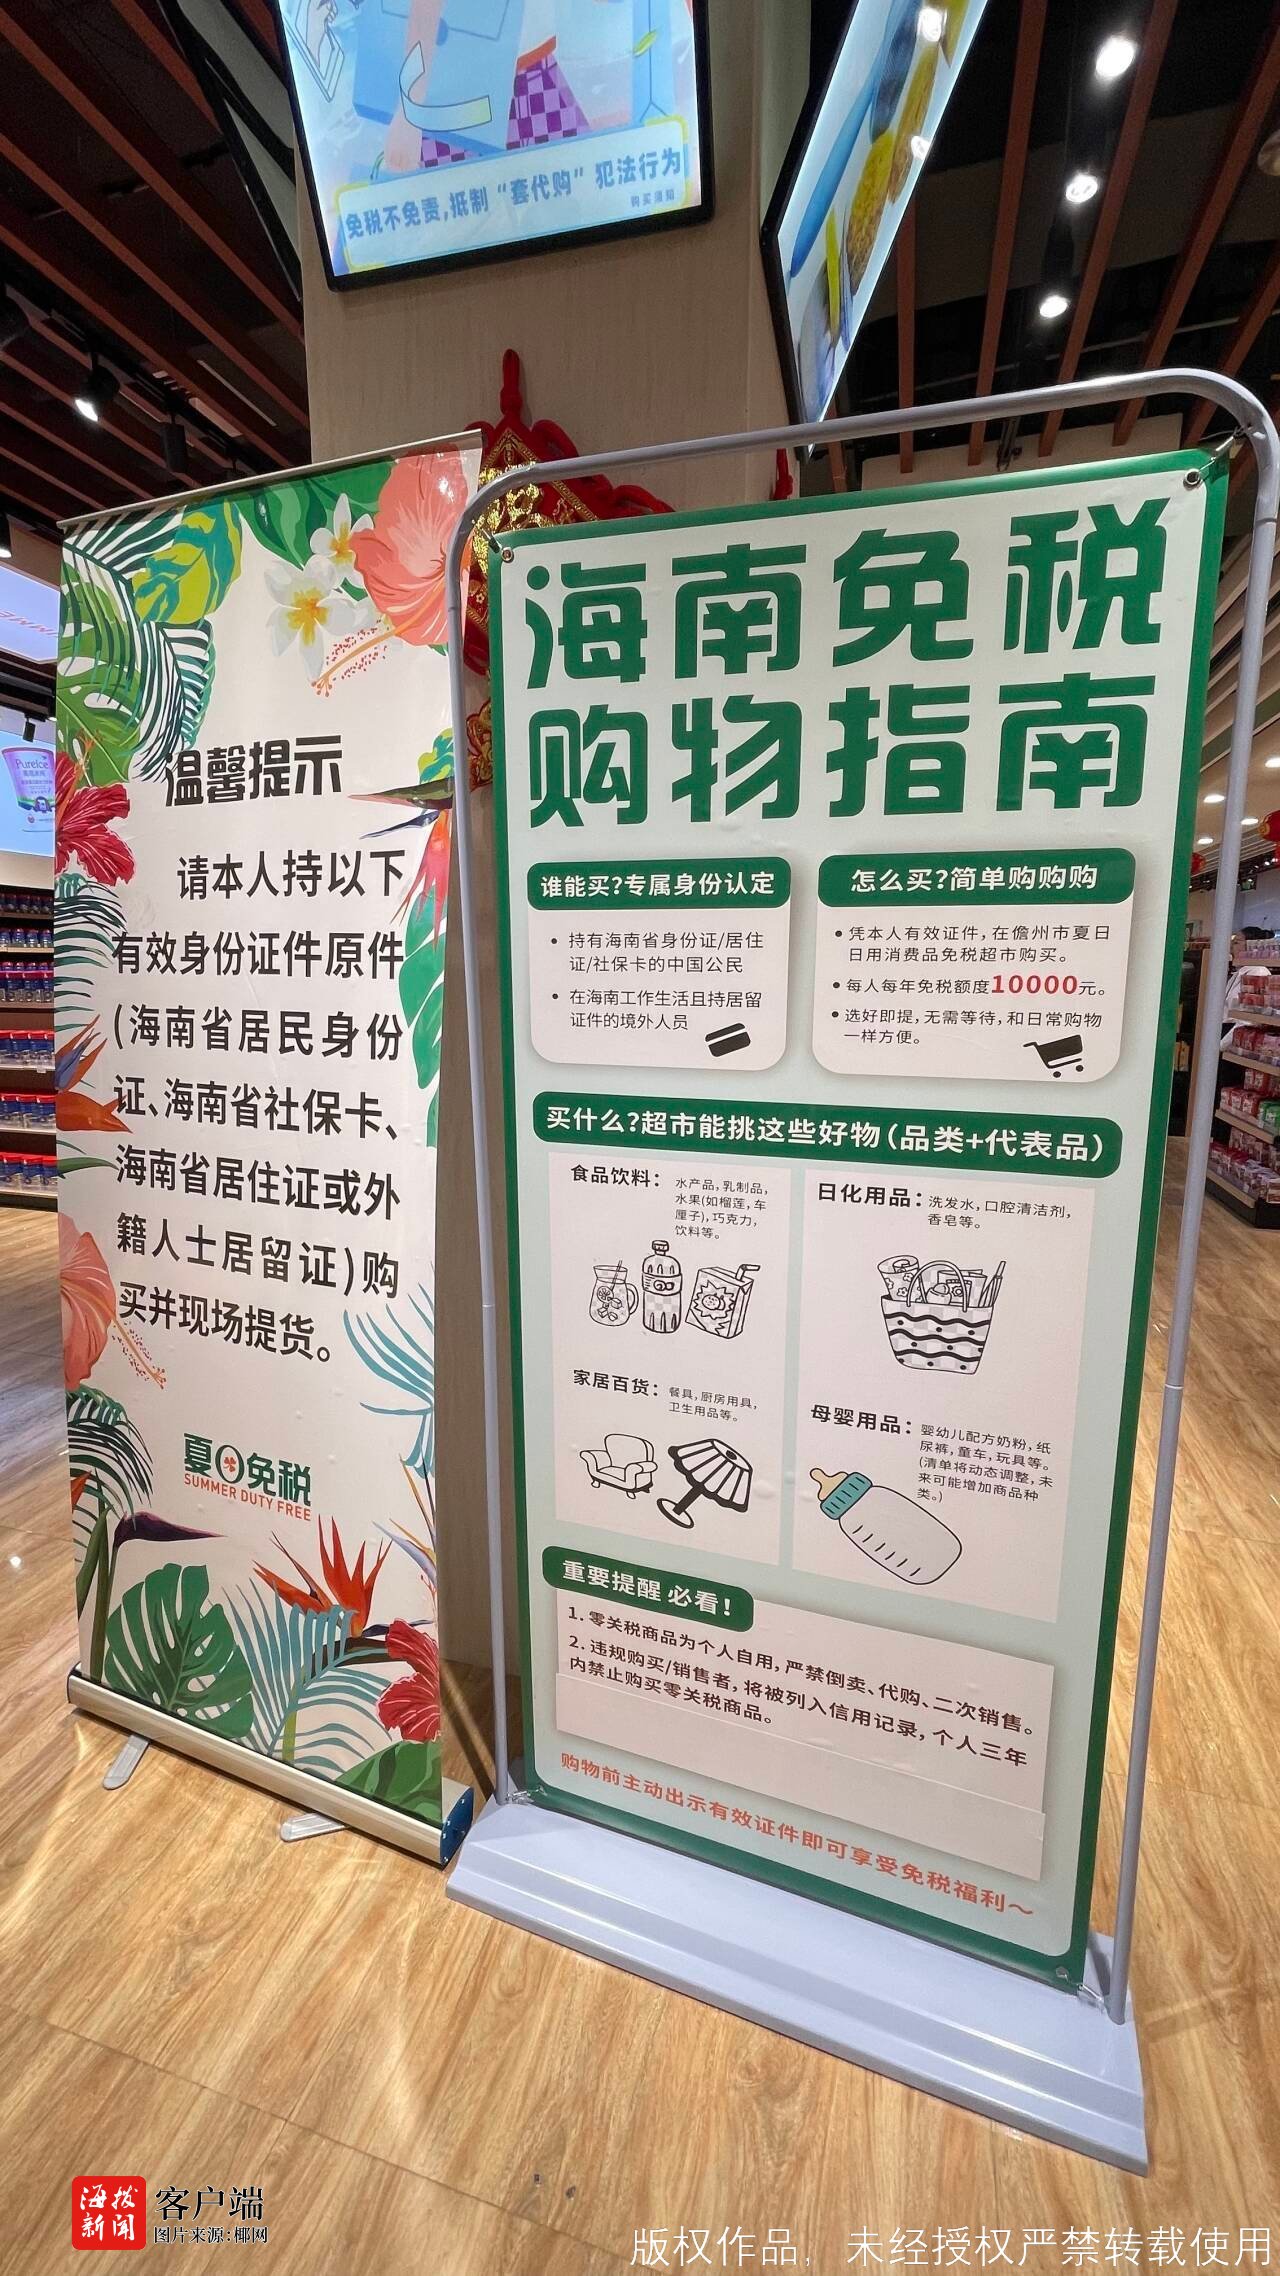 免税不免责,抵制“套代购”犯法行为
购买须知
温馨提示
请本人持以下
有效身份证件原件
(海南省居民身份
证、海南省社保卡、
海南省居住证或外
籍人士居留证)购
买并现场提货。
夏日免税
SUMMER DUTY FREE
海南免税
购物指南
谁能买?专属身份认定
• 持有海南省身份证/居住
证/社保卡的中国公民
• 在海南工作生活且持居留
证件的境外人员
怎么买?简单购购购
• 凭本人有效证件,在儋州市夏日
日用消费品免税超市购买。
• 每人每年免税额度10000元。
• 选好即提,无需等待,和日常购物
一样方便。
买什么?超市能挑这些好物(品类+代表品)
食品饮料:水产品,乳制品,
水果(如榴莲,车
厘子),巧克力,
饮料等。
日化用品:洗发水,口腔清洁剂,
香皂等。
家居百货:餐具,厨房用具,
卫生用品等。
母婴用品:婴幼儿配方奶粉,纸
尿裤,童车,玩具等。
(清单将动态调整,未
来可能增加商品种
类。)
重要提醒 必看!
1. 零关税商品为个人自用,严禁倒卖、代购、二次销售。
2. 违规购买/销售者,将被列入信用记录,个人三年
内禁止购买零关税商品。
购物前主动出示有效证件即可享受免税福利~
Pureice
海拔
新闻
客户端
图片来源:椰网
版权作品,未经授权严禁转载使用